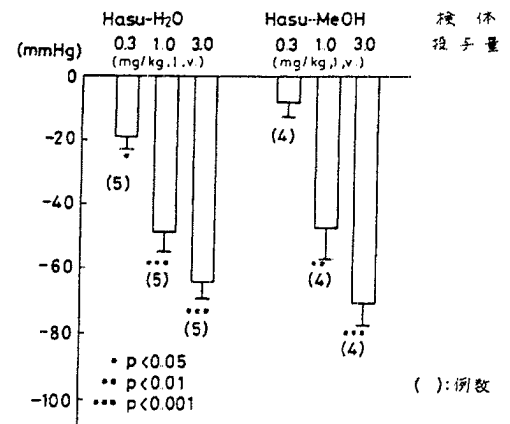 Hasu-H₂O Hasu-MeOH 検体
(mmHg) 0.3 1.0 3.0 0.3 1.0 3.0 投与量
(mg/kg,i,v.) (mg/kg,i,v.)
0
-20
(4)
(5) *
-40
-60
*** **
(5) (4)
***
(5)
-80
***
(4)
* p<0.05
** p<0.01
*** p<0.001
-100
( ):例数